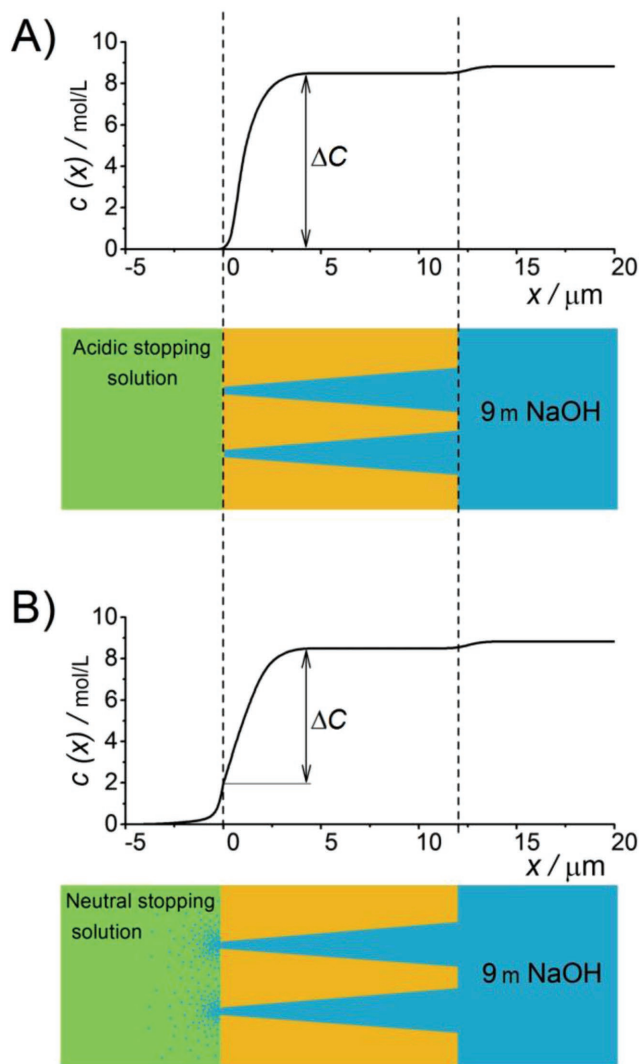 A)
c (x) / mol/L
10
8
6
4
2
0
ΔC
-5 0 5 10 15 20
x / μm
Acidic stopping
solution
9 m NaOH
B)
c (x) / mol/L
10
8
6
4
2
0
ΔC
-5 0 5 10 15 20
x / μm
Neutral stopping
solution
9 m NaOH